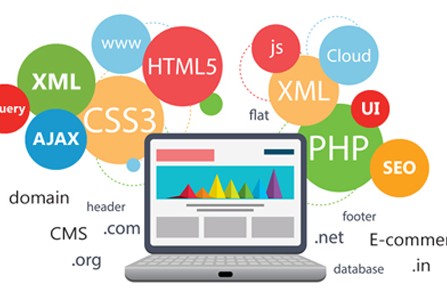 www
HTML5
XML
uery
CSS3
AJAX
js
Cloud
XML
UI
flat
PHP
SEO
domain
header
CMS
.com
.org
footer
.net
E-commer
database
.in